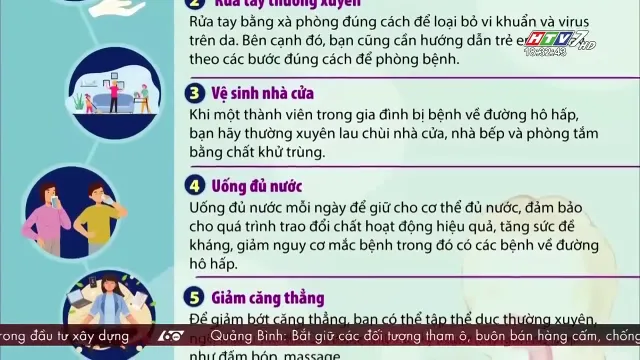 2 Rửa tay thường xuyên
Rửa tay bằng xà phòng đúng cách để loại bỏ vi khuẩn và virus
trên da. Bên cạnh đó, bạn cũng cần hướng dẫn trẻ em
theo các bước đúng cách để phòng bệnh.
HTV7 HD
10:32:43
3 Vệ sinh nhà cửa
Khi một thành viên trong gia đình bị bệnh về đường hô hấp,
bạn hãy thường xuyên lau chùi nhà cửa, nhà bếp và phòng tắm
bằng chất khử trùng.
4 Uống đủ nước
Uống đủ nước mỗi ngày để giữ cho cơ thể đủ nước, đảm bảo
cho quá trình trao đổi chất hoạt động hiệu quả, tăng sức đề
kháng, giảm nguy cơ mắc bệnh trong đó có các bệnh về đường
hô hấp.
5 Giảm căng thẳng
Để giảm bớt căng thẳng, bạn có thể tập thể dục thường xuyên,
trong đầu tư xây dựng 60 Quảng Bình: Bắt giữ các đối tượng tham ô, buôn bán hàng cấm, chống
như đấm bóp, massage